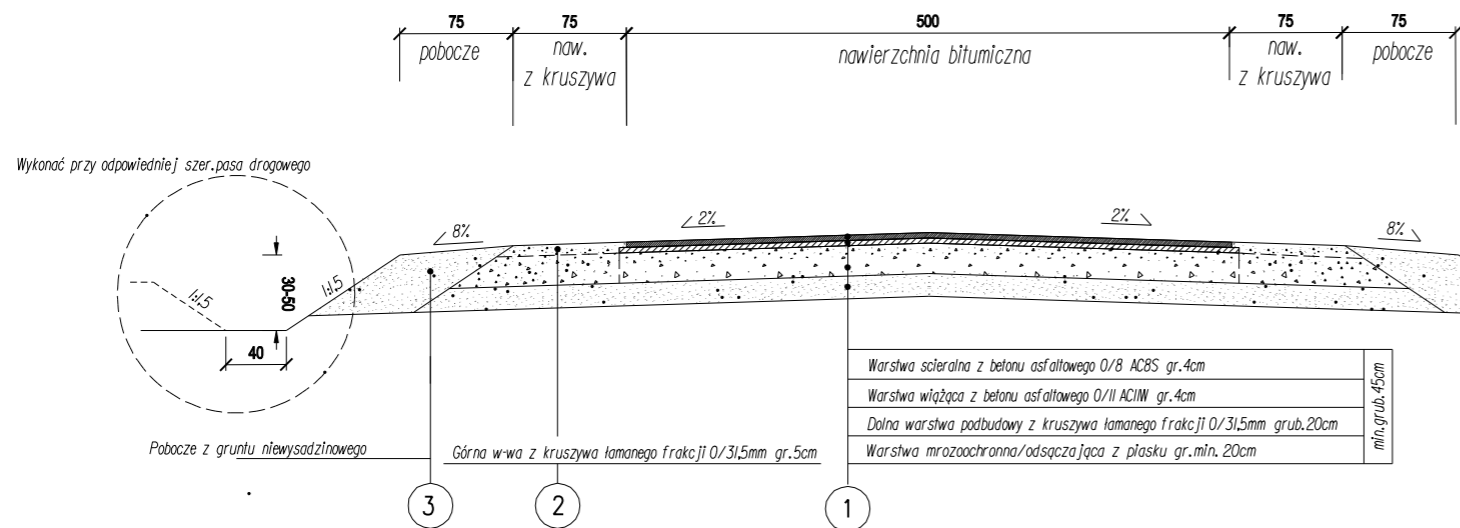 75 75 500 75 75
pobocze naw. z kruszywa nawierzchnia bitumiczna naw. z kruszywa pobocze
Wykonać przy odpowiedniej szer.pasa drogowego
8% 2% 2% 8%
1:1,5 1:1,5 30-50
40
Warstwa scieralna z betonu asfaltowego 0/8 AC8S gr.4cm
Warstwa wiążąca z betonu asfaltowego 0/11 AC11W gr.4cm
Dolna warstwa podbudowy z kruszywa łamanego frakcji 0/31,5mm grub.20cm
Warstwa mrozoochronna/odsączająca z piasku gr.min. 20cm
min.grub.45cm
Pobocze z gruntu niewysadzinowego
Górna w-wa z kruszywa łamanego frakcji 0/31,5mm gr.5cm
3 2 1